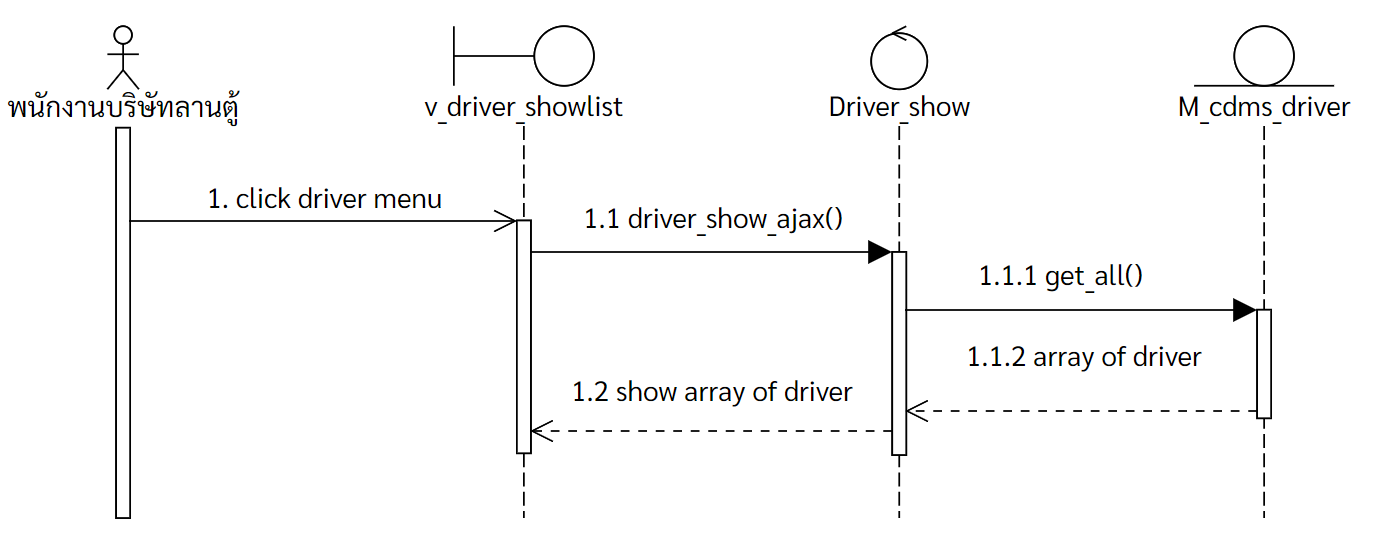 พนักงานบริษัทลานตู้
v_driver_showlist
Driver_show
M_cdms_driver
1. click driver menu
1.1 driver_show_ajax()
1.1.1 get_all()
1.1.2 array of driver
1.2 show array of driver